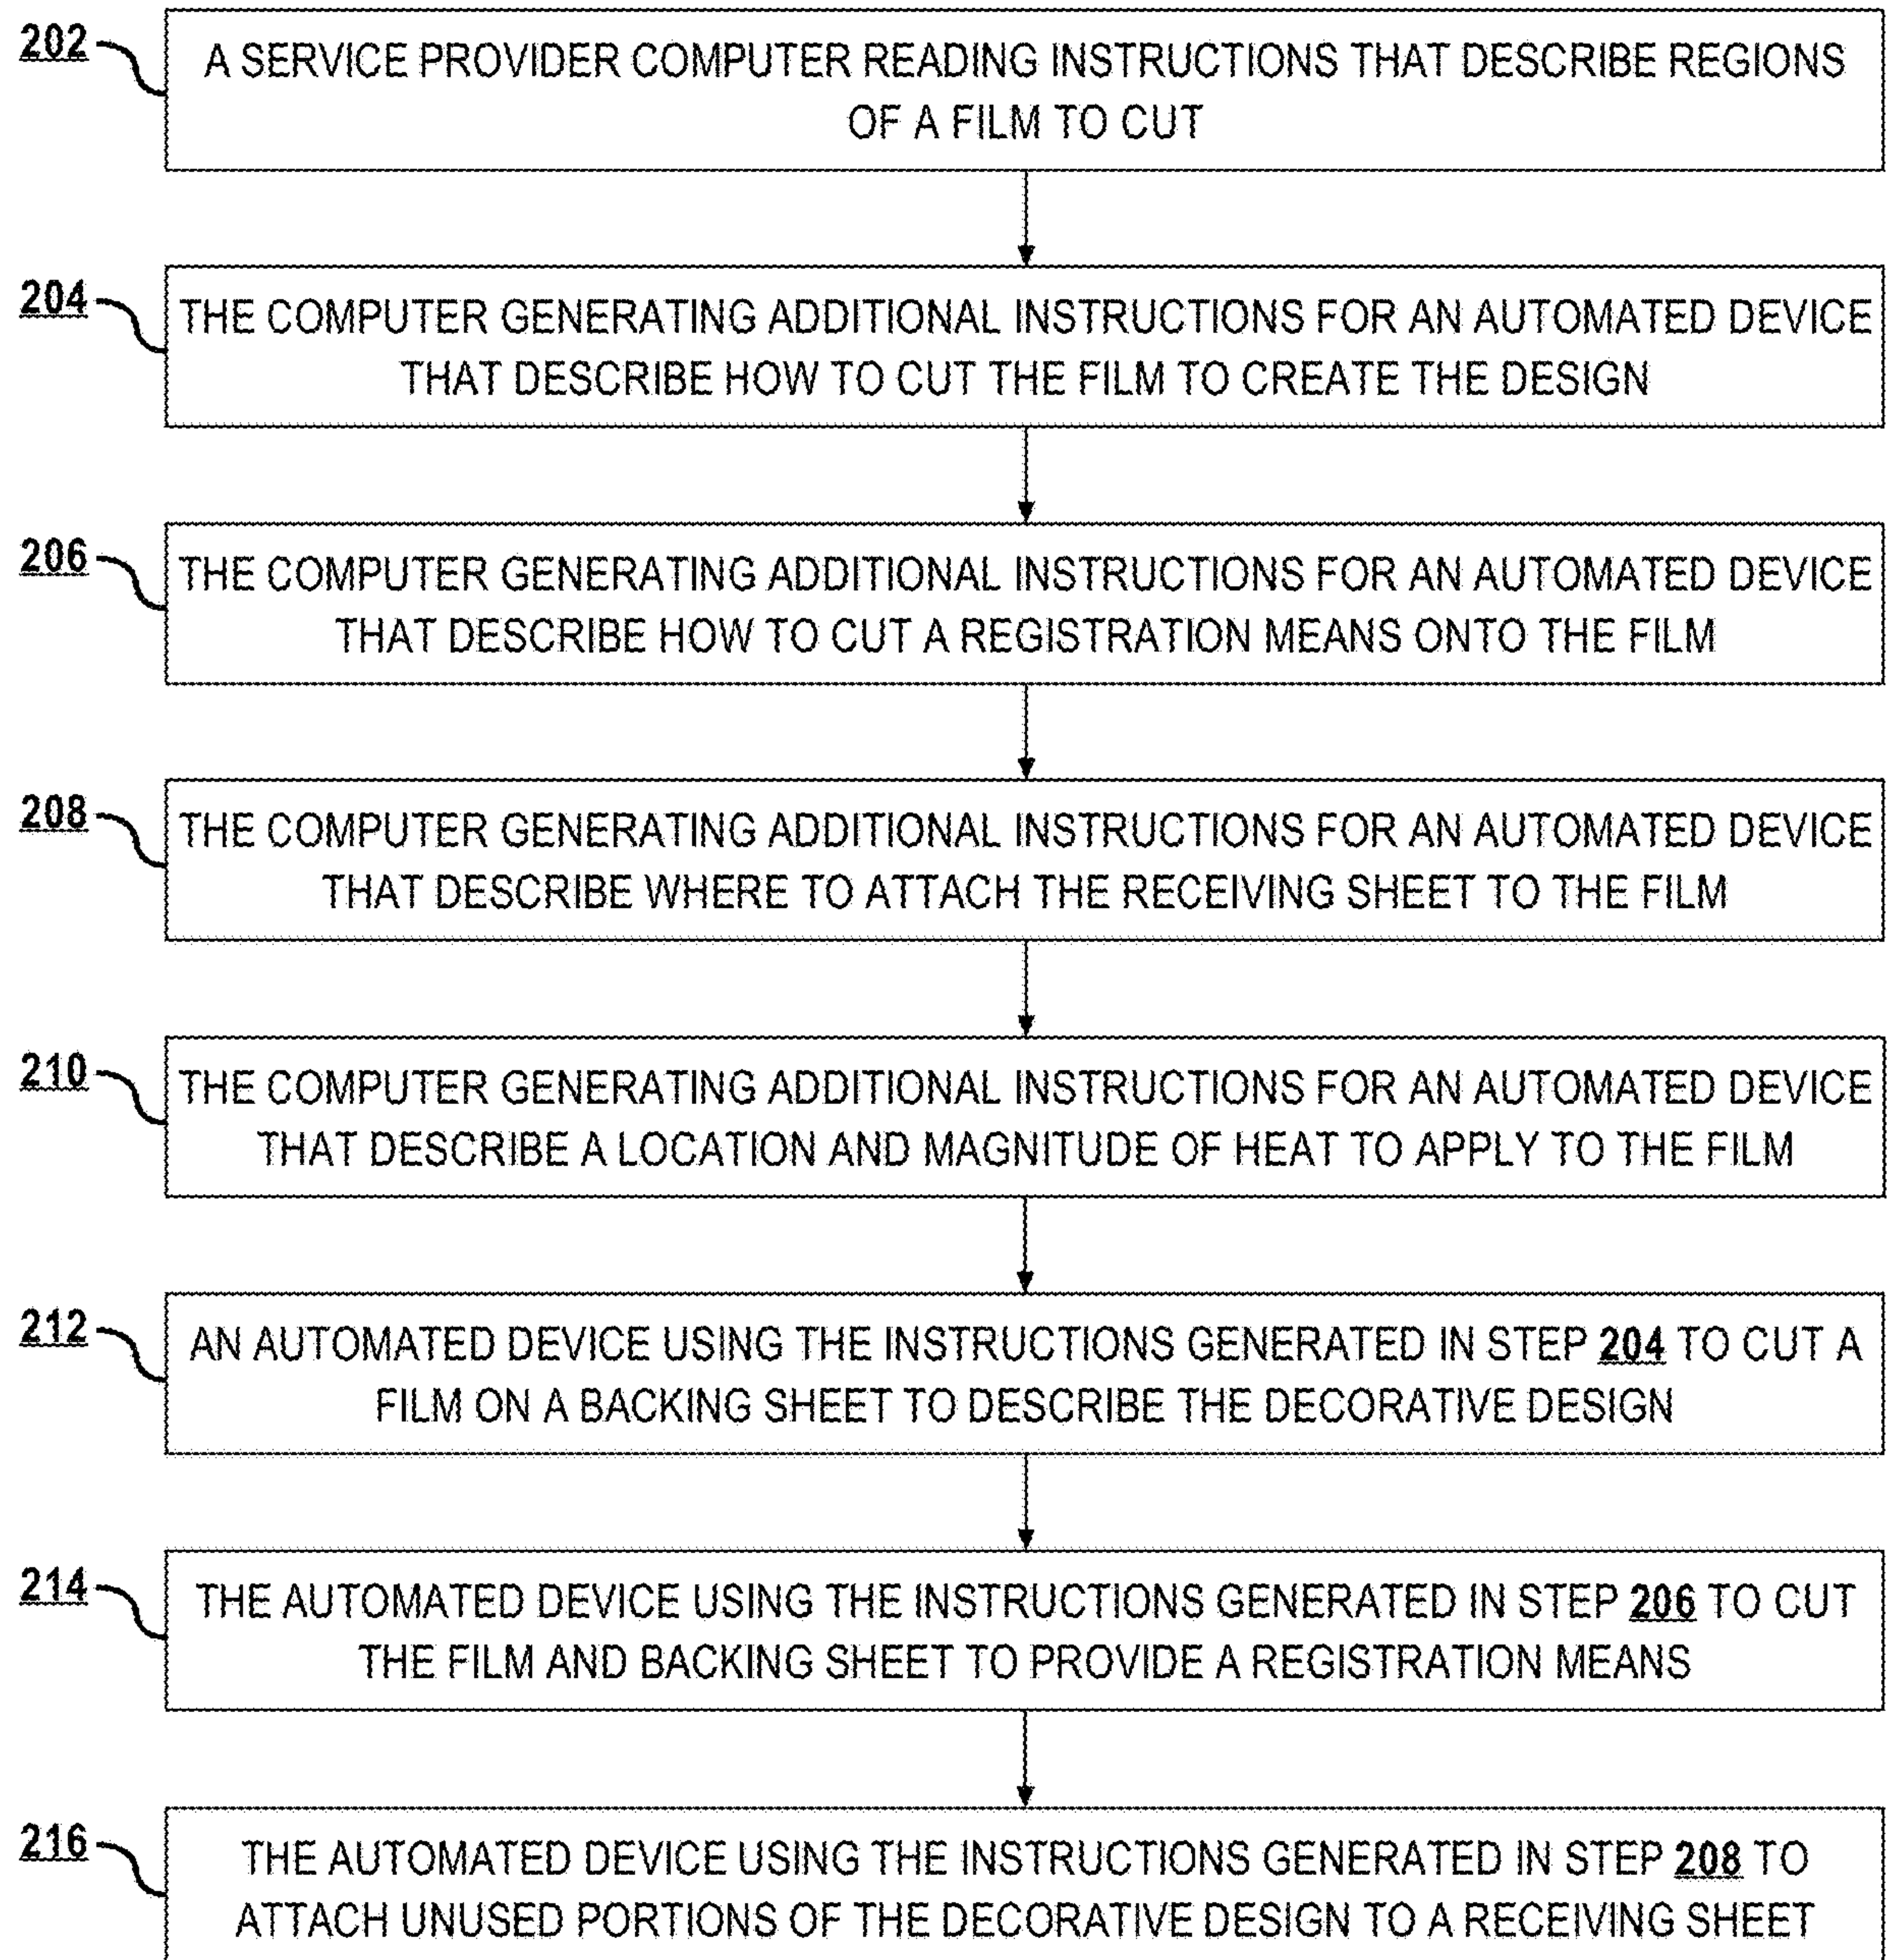 202
A SERVICE PROVIDER COMPUTER READING INSTRUCTIONS THAT DESCRIBE REGIONS
OF A FILM TO CUT
204
THE COMPUTER GENERATING ADDITIONAL INSTRUCTIONS FOR AN AUTOMATED DEVICE
THAT DESCRIBE HOW TO CUT THE FILM TO CREATE THE DESIGN
206
THE COMPUTER GENERATING ADDITIONAL INSTRUCTIONS FOR AN AUTOMATED DEVICE
THAT DESCRIBE HOW TO CUT A REGISTRATION MEANS ONTO THE FILM
208
THE COMPUTER GENERATING ADDITIONAL INSTRUCTIONS FOR AN AUTOMATED DEVICE
THAT DESCRIBE WHERE TO ATTACH THE RECEIVING SHEET TO THE FILM
210
THE COMPUTER GENERATING ADDITIONAL INSTRUCTIONS FOR AN AUTOMATED DEVICE
THAT DESCRIBE A LOCATION AND MAGNITUDE OF HEAT TO APPLY TO THE FILM
212
AN AUTOMATED DEVICE USING THE INSTRUCTIONS GENERATED IN STEP 204 TO CUT A
FILM ON A BACKING SHEET TO DESCRIBE THE DECORATIVE DESIGN
214
THE AUTOMATED DEVICE USING THE INSTRUCTIONS GENERATED IN STEP 206 TO CUT
THE FILM AND BACKING SHEET TO PROVIDE A REGISTRATION MEANS
216
THE AUTOMATED DEVICE USING THE INSTRUCTIONS GENERATED IN STEP 208 TO
ATTACH UNUSED PORTIONS OF THE DECORATIVE DESIGN TO A RECEIVING SHEET